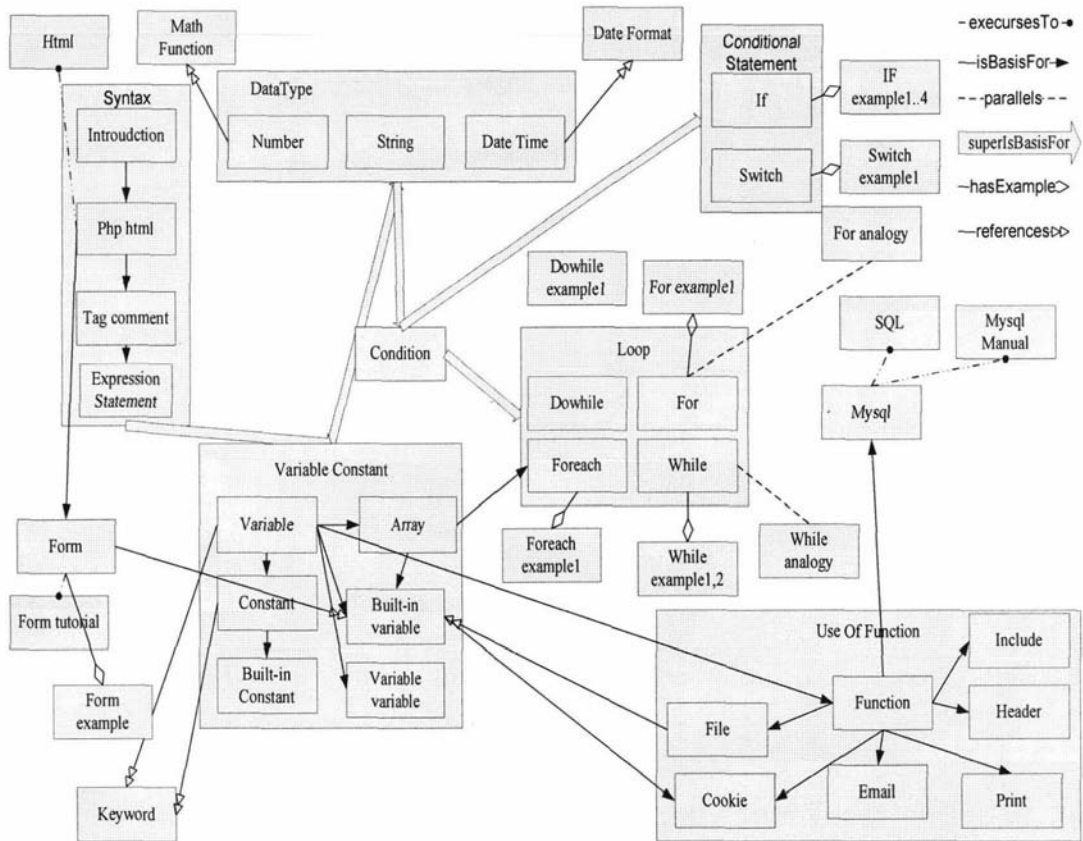 Html
Math
Function
Date Format
Conditional
Statement
If
IF
example1..4
Switch
Switch
example1
execursesTo
isBasisFor
parallels
superIsBasisFor
hasExample
references
Syntax
Introudction
Php html
Tag comment
Expression
Statement
DataType
Number
String
Date Time
For analogy
Dowhile
example1
For example1
Condition
Loop
Dowhile
For
Foreach
While
SQL
Mysql
Manual
Mysql
Foreach
example1
While
example1,2
While
analogy
Variable Constant
Variable
Array
Constant
Built-in
variable
Built-in
Constant
Variable
variable
Form
Form tutorial
Form
example
Keyword
Use Of Function
Include
Function
Header
File
Cookie
Email
Print